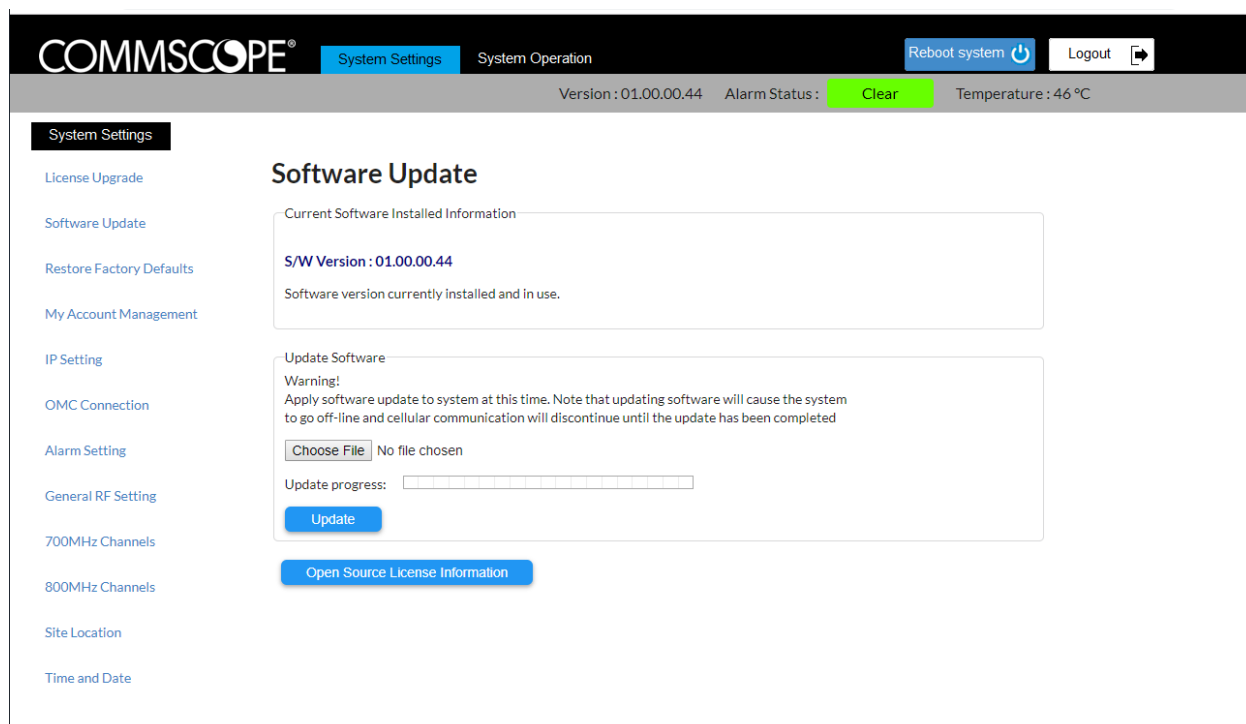 COMMSCOPE®
System Settings
System Operation
Reboot system
Logout
Version : 01.00.00.44
Alarm Status :
Clear
Temperature : 46 ºC
System Settings
License Upgrade
Software Update
Restore Factory Defaults
My Account Management
IP Setting
OMC Connection
Alarm Setting
General RF Setting
700MHz Channels
800MHz Channels
Site Location
Time and Date
Software Update
Current Software Installed Information
S/W Version : 01.00.00.44
Software version currently installed and in use.
Update Software
Warning!
Apply software update to system at this time. Note that updating software will cause the system
to go off-line and cellular communication will discontinue until the update has been completed
Choose File No file chosen
Update progress:
Update
Open Source License Information